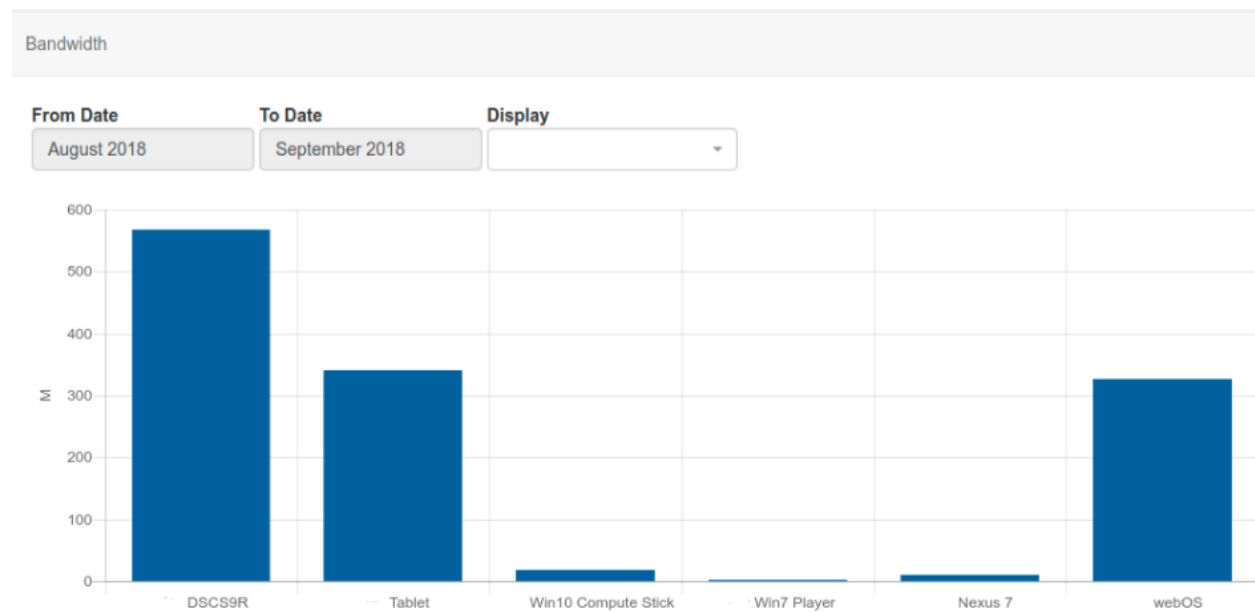 Bandwidth
From Date To Date Display
August 2018 September 2018
600
500
400
M 300
200
100
0
DSCS9R Tablet Win10 Compute Stick Win7 Player Nexus 7 webOS